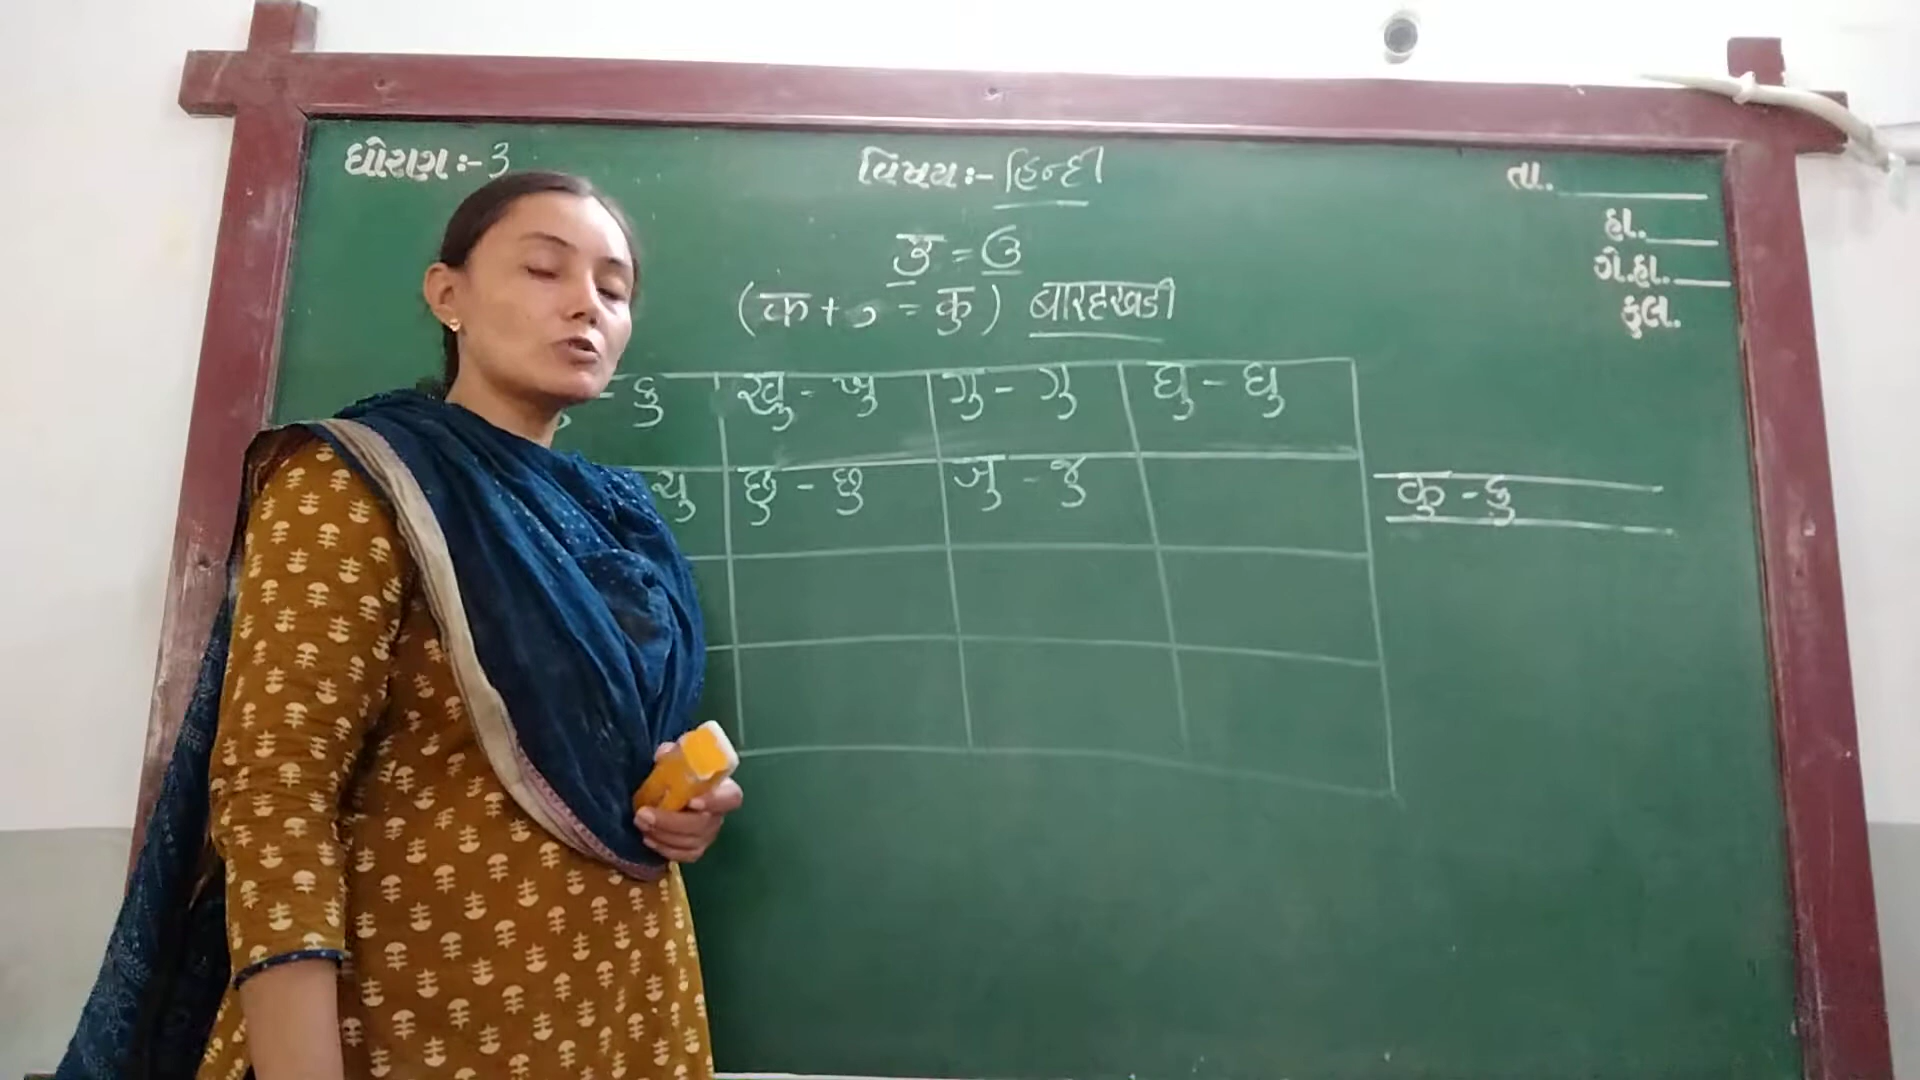 ધોરણ :- 3
વિષય :- હિન્દી
તા.
હા.
ગે.હા.
કુલ.
उ = ઉ
(क + ु = कु) बारहखडी
- કુ खु - ખુ गु - ગુ घु - ઘુ
ચુ छु - છુ जु - જુ
कु - કુ